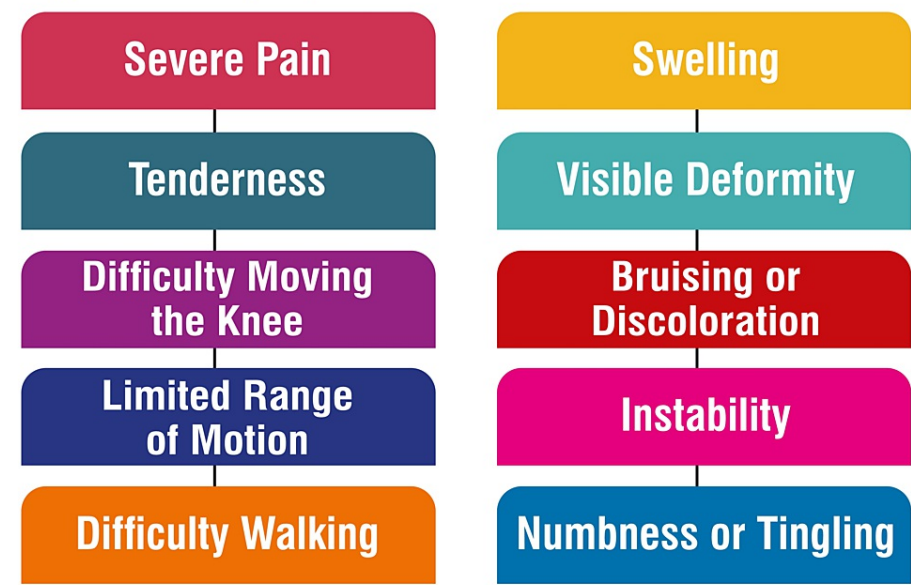 Severe Pain
Tenderness
Difficulty Moving
the Knee
Limited Range
of Motion
Difficulty Walking
Swelling
Visible Deformity
Bruising or
Discoloration
Instability
Numbness or Tingling